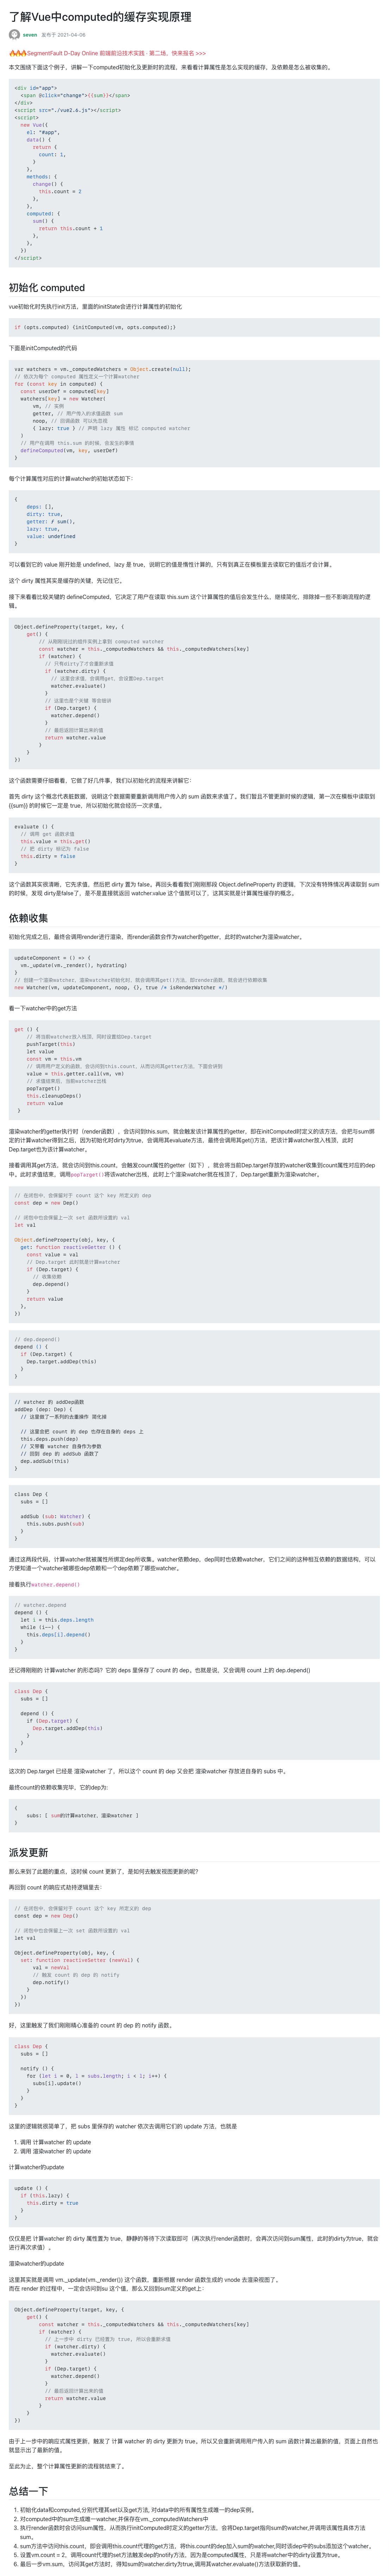 了解Vue中computed的缓存实现原理
seven 发布于 2021-04-08
🔥🔥🔥SegmentFault D-Day Online 前端前沿技术实践 · 第二场，快来报名 >>>
本文围绕下面这个例子，讲解一下computed初始化及更新时的流程，来看看计算属性是怎么实现的缓存，及依赖是怎么被收集的。
<div id="app">
  <span @click="change">{{sum}}</span>
</div>
<script src="./vue2.6.js"></script>
<script>
  new Vue({
    el: "#app",
    data() {
      return {
        count: 1,
      }
    },
    methods: {
      change() {
        this.count = 2
      },
    },
    computed: {
      sum() {
        return this.count + 1
      },
    },
  })
</script>
初始化 computed
vue初始化时先执行init方法，里面的initState会进行计算属性的初始化
if (opts.computed) {initComputed(vm, opts.computed);}
下面是initComputed的代码
var watchers = vm._computedWatchers = Object.create(null);
// 依次为每个 computed 属性定义一个计算watcher
for (const key in computed) {
  const userDef = computed[key]
  watchers[key] = new Watcher(
      vm, // 实例
      getter, // 用户传入的求值函数 sum
      noop, // 回调函数 可以先忽视
      { lazy: true } // 声明 lazy 属性 标记 computed watcher
  )
  // 用户在调用 this.sum 的时候，会发生的事情
  defineComputed(vm, key, userDef)
}
每个计算属性对应的计算watcher的初始状态如下：
{
    deps: [],
    dirty: true,
    getter: ƒ sum(),
    lazy: true,
    value: undefined
}
可以看到它的 value 刚开始是 undefined，lazy 是 true，说明它的值是惰性计算的，只有到真正在模板里去读取它的值后才会计算。
这个 dirty 属性其实是缓存的关键，先记住它。
接下来看看比较关键的 defineComputed，它决定了用户在读取 this.sum 这个计算属性的值后会发生什么，继续简化，排除掉一些不影响流程的逻
辑。
Object.defineProperty(target, key, {
    get() {
        // 从刚刚说过的组件实例上拿到 computed watcher
        const watcher = this._computedWatchers && this._computedWatchers[key]
        if (watcher) {
          // 只有dirty了才会重新求值
          if (watcher.dirty) {
            // 这里会求值，会调用get，会设置Dep.target
            watcher.evaluate()
          }
          // 这里也是个关键 等会细讲
          if (Dep.target) {
            watcher.depend()
          }
          // 最后返回计算出来的值
          return watcher.value
        }
    }
})
这个函数需要仔细看看，它做了好几件事，我们以初始化的流程来讲解它：
首先 dirty 这个概念代表脏数据，说明这个数据需要重新调用用户传入的 sum 函数来求值了。我们暂且不管更新时候的逻辑，第一次在模板中读取到
{{sum}} 的时候它一定是 true，所以初始化就会经历一次求值。
evaluate () {
  // 调用 get 函数求值
  this.value = this.get()
  // 把 dirty 标记为 false
  this.dirty = false
}
这个函数其实很清晰，它先求值，然后把 dirty 置为 false。再回头看看我们刚刚那段 Object.defineProperty 的逻辑，下次没有特殊情况再读取到 sum
的时候，发现 dirty是false了，是不是直接就返回 watcher.value 这个值就可以了，这其实就是计算属性缓存的概念。
依赖收集
初始化完成之后，最终会调用render进行渲染，而render函数会作为watcher的getter，此时的watcher为渲染watcher。
updateComponent = () => {
  vm._update(vm._render(), hydrating)
}
// 创建一个渲染watcher，渲染watcher初始化时，就会调用其get()方法，即render函数，就会进行依赖收集
new Watcher(vm, updateComponent, noop, {}, true /* isRenderWatcher */)
看一下watcher中的get方法
get () {
    // 将当前watcher放入栈顶，同时设置给Dep.target
    pushTarget(this)
    let value
    const vm = this.vm
    // 调用用户定义的函数，会访问到this.count，从而访问其getter方法，下面会讲到
    value = this.getter.call(vm, vm)
    // 求值结束后，当前watcher出栈
    popTarget()
    this.cleanupDeps()
    return value
 }
渲染watcher的getter执行时（render函数），会访问到this.sum，就会触发该计算属性的getter，即在initComputed时定义的该方法，会把与sum绑
定的计算watcher得到之后，因为初始化时dirty为true，会调用其evaluate方法，最终会调用其get()方法，把该计算watcher放入栈顶，此时
Dep.target也为该计算watcher。
接着调用其get方法，就会访问到this.count，会触发count属性的getter（如下），就会将当前Dep.target存放的watcher收集到count属性对应的dep
中。此时求值结束，调用popTarget()将该watcher出栈，此时上个渲染watcher就在栈顶了，Dep.target重新为渲染watcher。
// 在闭包中，会保留对于 count 这个 key 所定义的 dep
const dep = new Dep()
// 闭包中也会保留上一次 set 函数所设置的 val
let val
Object.defineProperty(obj, key, {
  get: function reactiveGetter () {
    const value = val
    // Dep.target 此时就是计算watcher
    if (Dep.target) {
      // 收集依赖
      dep.depend()
    }
    return value
  },
})
// dep.depend()
depend () {
  if (Dep.target) {
    Dep.target.addDep(this)
  }
}
// watcher 的 addDep函数
addDep (dep: Dep) {
  // 这里做了一系列的去重操作 简化掉
  // 这里会把 count 的 dep 也存在自身的 deps 上
  this.deps.push(dep)
  // 又带着 watcher 自身作为参数
  // 回到 dep 的 addSub 函数了
  dep.addSub(this)
}
class Dep {
  subs = []
  addSub (sub: Watcher) {
    this.subs.push(sub)
  }
}
通过这两段代码，计算watcher就被属性所绑定dep所收集。watcher依赖dep，dep同时也依赖watcher，它们之间的这种相互依赖的数据结构，可以
方便知道一个watcher被哪些dep依赖和一个dep依赖了哪些watcher。
接着执行watcher.depend()
// watcher.depend
depend () {
  let i = this.deps.length
  while (i--) {
    this.deps[i].depend()
  }
}
还记得刚刚的 计算watcher 的形态吗？它的 deps 里保存了 count 的 dep。也就是说，又会调用 count 上的 dep.depend()
class Dep {
  subs = []
  depend () {
    if (Dep.target) {
      Dep.target.addDep(this)
    }
  }
}
这次的 Dep.target 已经是 渲染watcher 了，所以这个 count 的 dep 又会把 渲染watcher 存放进自身的 subs 中。
最终count的依赖收集完毕，它的dep为:
{
    subs: [ sum的计算watcher，渲染watcher ]
}
派发更新
那么来到了此题的重点，这时候 count 更新了，是如何去触发视图更新的呢？
再回到 count 的响应式劫持逻辑里去：
// 在闭包中，会保留对于 count 这个 key 所定义的 dep
const dep = new Dep()
// 闭包中也会保留上一次 set 函数所设置的 val
let val
Object.defineProperty(obj, key, {
  set: function reactiveSetter (newVal) {
      val = newVal
      // 触发 count 的 dep 的 notify
      dep.notify()
    }
  })
})
好，这里触发了我们刚刚精心准备的 count 的 dep 的 notify 函数。
class Dep {
  subs = []
  notify () {
    for (let i = 0, l = subs.length; i < l; i++) {
      subs[i].update()
    }
  }
}
这里的逻辑就很简单了，把 subs 里保存的 watcher 依次去调用它们的 update 方法，也就是
1. 调用 计算watcher 的 update
2. 调用 渲染watcher 的 update
计算watcher的update
update () {
  if (this.lazy) {
    this.dirty = true
  }
}
仅仅是把 计算watcher 的 dirty 属性置为 true，静静的等待下次读取即可（再次执行render函数时，会再次访问到sum属性，此时的dirty为true，就会
进行再次求值）。
渲染watcher的update
这里其实就是调用 vm._update(vm._render()) 这个函数，重新根据 render 函数生成的 vnode 去渲染视图了。
而在 render 的过程中，一定会访问到su 这个值，那么又回到sum定义的get上：
Object.defineProperty(target, key, {
    get() {
        const watcher = this._computedWatchers && this._computedWatchers[key]
        if (watcher) {
          // 上一步中 dirty 已经置为 true, 所以会重新求值
          if (watcher.dirty) {
            watcher.evaluate()
          }
          if (Dep.target) {
            watcher.depend()
          }
          // 最后返回计算出来的值
          return watcher.value
        }
    }
})
由于上一步中的响应式属性更新，触发了 计算 watcher 的 dirty 更新为 true。所以又会重新调用用户传入的 sum 函数计算出最新的值，页面上自然也
就显示出了最新的值。
至此为止，整个计算属性更新的流程就结束了。
总结一下
1. 初始化data和computed,分别代理其set以及get方法, 对data中的所有属性生成唯一的dep实例。
2. 对computed中的sum生成唯一watcher,并保存在vm._computedWatchers中
3. 执行render函数时会访问sum属性，从而执行initComputed时定义的getter方法，会将Dep.target指向sum的watcher,并调用该属性具体方法
sum。
4. sum方法中访问this.count，即会调用this.count代理的get方法，将this.count的dep加入sum的watcher,同时该dep中的subs添加这个watcher。
5. 设置vm.count = 2，调用count代理的set方法触发dep的notify方法，因为是computed属性，只是将watcher中的dirty设置为true。
6. 最后一步vm.sum，访问其get方法时，得知sum的watcher.dirty为true,调用其watcher.evaluate()方法获取新的值。